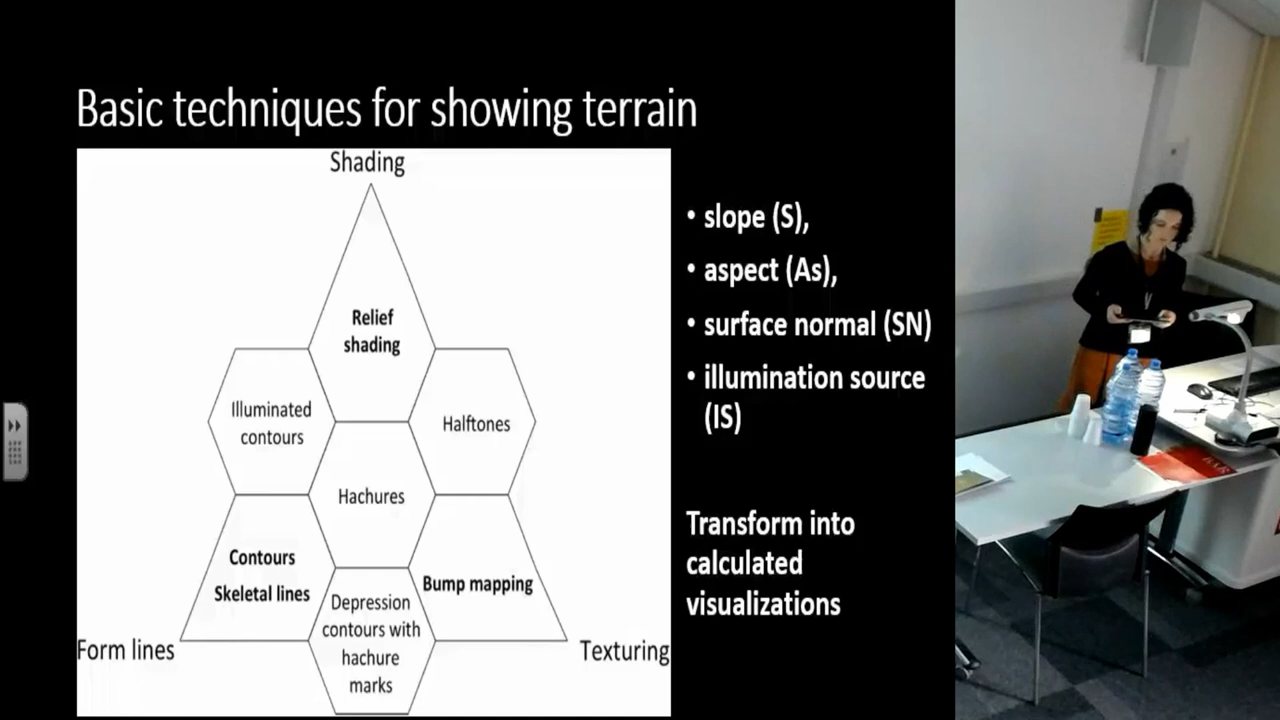 Basic techniques for showing terrain
Shading
Relief
shading
Illuminated
contours
Halftones
Hachures
Contours
Skeletal lines
Bump mapping
Depression
contours with
hachure
marks
Form lines
Texturing
• slope (S),
• aspect (As),
• surface normal (SN)
• illumination source
(IS)
Transform into
calculated
visualizations
BAR